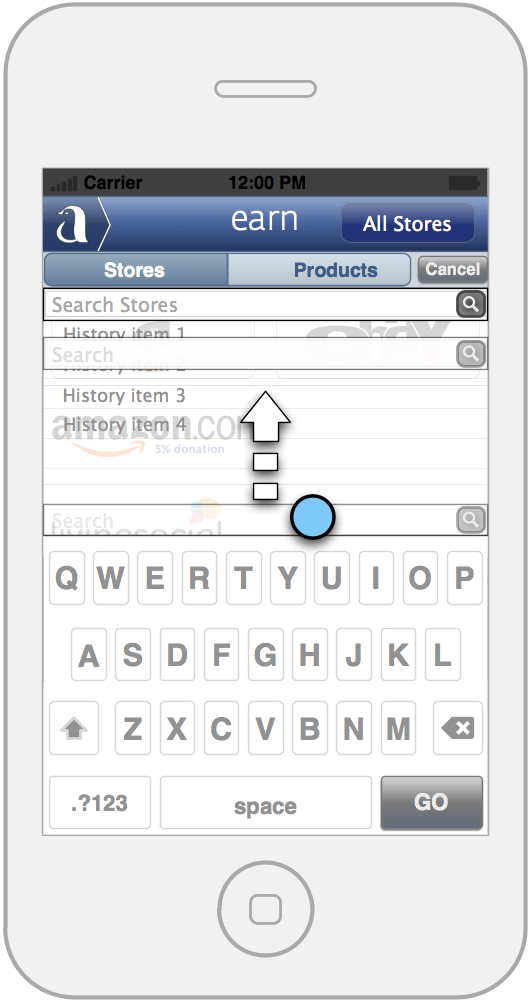 Carrier 12:00 PM
a earn All Stores
Stores Products Cancel
Search Stores
History item 1
Search
History item 2
History item 3
History item 4
amazon.com
5% donation
Search
livingsocial
Q W E R T Y U I O P
A S D F G H J K L
Z X C V B N M
.?123 space GO